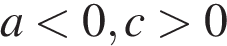 a < 0, c > 0